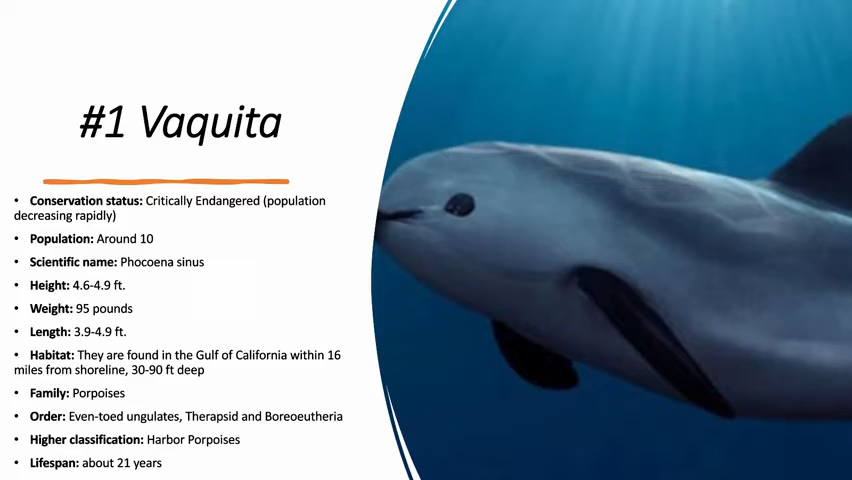 #1 Vaquita
• Conservation status: Critically Endangered (population
decreasing rapidly)
• Population: Around 10
• Scientific name: Phocoena sinus
• Height: 4.6-4.9 ft.
• Weight: 95 pounds
• Length: 3.9-4.9 ft.
• Habitat: They are found in the Gulf of California within 16
miles from shoreline, 30-90 ft deep
• Family: Porpoises
• Order: Even-toed ungulates, Therapsid and Boreoeutheria
• Higher classification: Harbor Porpoises
• Lifespan: about 21 years